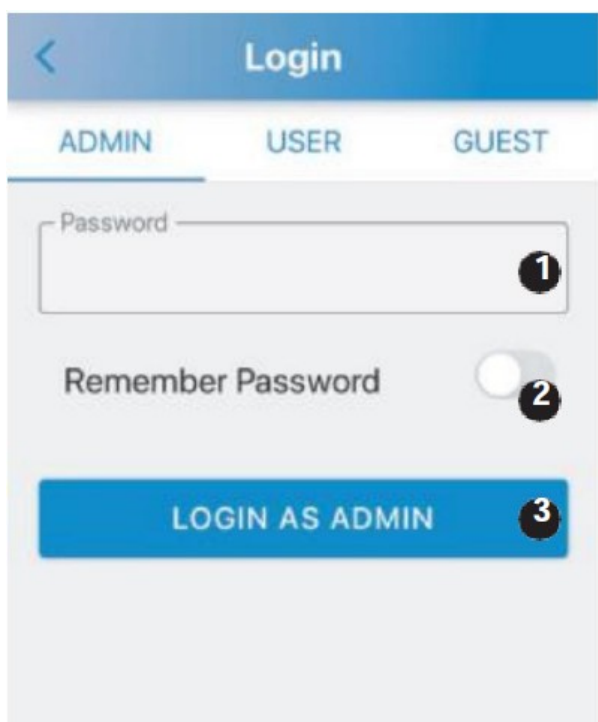 Login
ADMIN USER GUEST
Password
1
Remember Password
2
LOGIN AS ADMIN 3